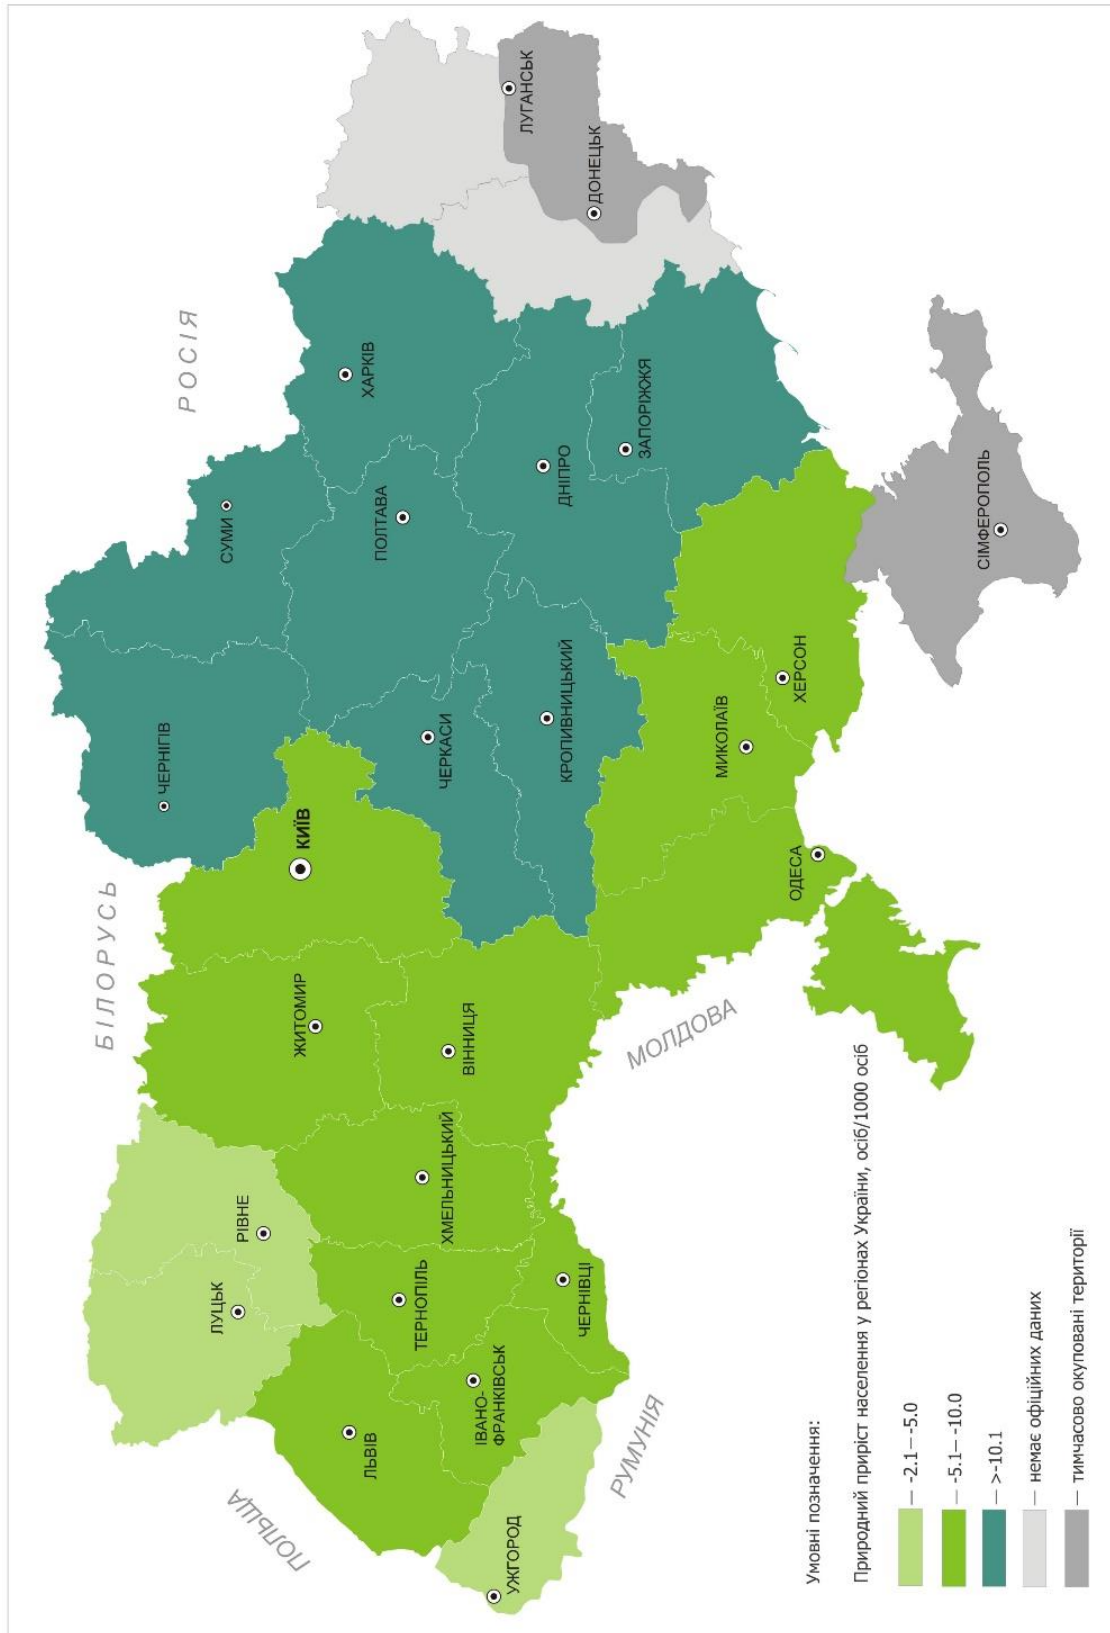 РОСІЯ
БІЛОРУСЬ
ПОЛЬЩА
РУМУНІЯ
МОЛДОВА
ЛУЦЬК
РІВНЕ
ЖИТОМИР
КИЇВ
ЧЕРНІГІВ
СУМИ
ХАРКІВ
ЛУГАНСЬК
ЛЬВІВ
ТЕРНОПІЛЬ
ХМЕЛЬНИЦЬКИЙ
ВІННИЦЯ
ЧЕРКАСИ
ПОЛТАВА
УЖГОРОД
ІВАНО-
ФРАНКІВСЬК
ЧЕРНІВЦІ
КРОПИВНИЦЬКИЙ
ДНІПРО
ДОНЕЦЬК
ЗАПОРІЖЖЯ
ОДЕСА
МИКОЛАЇВ
ХЕРСОН
СІМФЕРОПОЛЬ
Умовні позначення:
Природний приріст населення у регіонах України, осіб/1000 осіб
— -2.1—-5.0
— -5.1—-10.0
— >-10.1
— немає офіційних даних
— тимчасово окуповані території